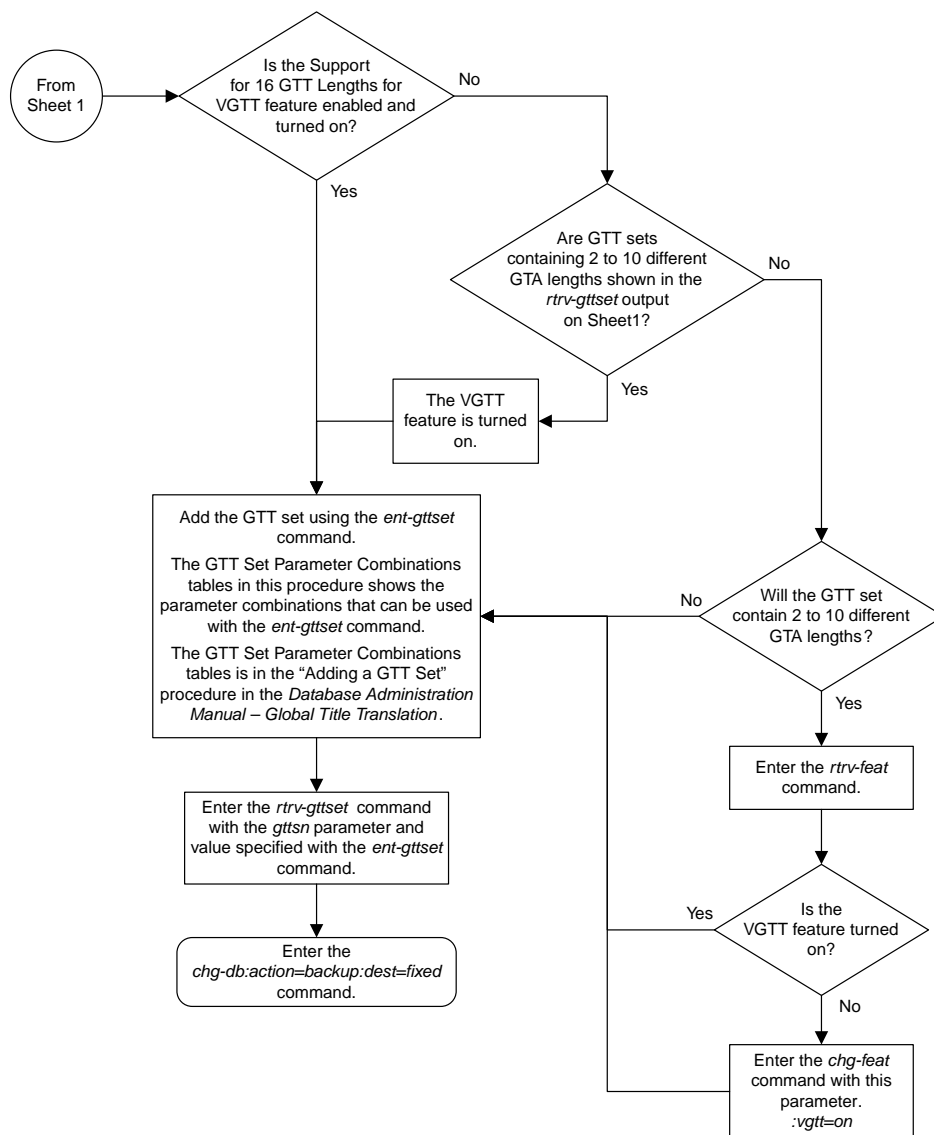 From
Sheet 1
Is the Support
for 16 GTT Lengths for
VGTT feature enabled and
turned on?
No
Yes
Are GTT sets
containing 2 to 10 different
GTA lengths shown in the
rtrv-gttset output
on Sheet1?
No
Yes
The VGTT
feature is turned
on.
Add the GTT set using the ent-gttset
command.
The GTT Set Parameter Combinations
tables in this procedure shows the
parameter combinations that can be used
with the ent-gttset command.
The GTT Set Parameter Combinations
tables is in the “Adding a GTT Set”
procedure in the Database Administration
Manual – Global Title Translation.
No
Will the GTT set
contain 2 to 10 different
GTA lengths?
Yes
Enter the rtrv-feat
command.
Enter the rtrv-gttset command
with the gttsn parameter and
value specified with the ent-gttset
command.
Yes
Is the
VGTT feature turned
on?
No
Enter the
chg-db:action=backup:dest=fixed
command.
Enter the chg-feat
command with this
parameter.
:vgtt=on